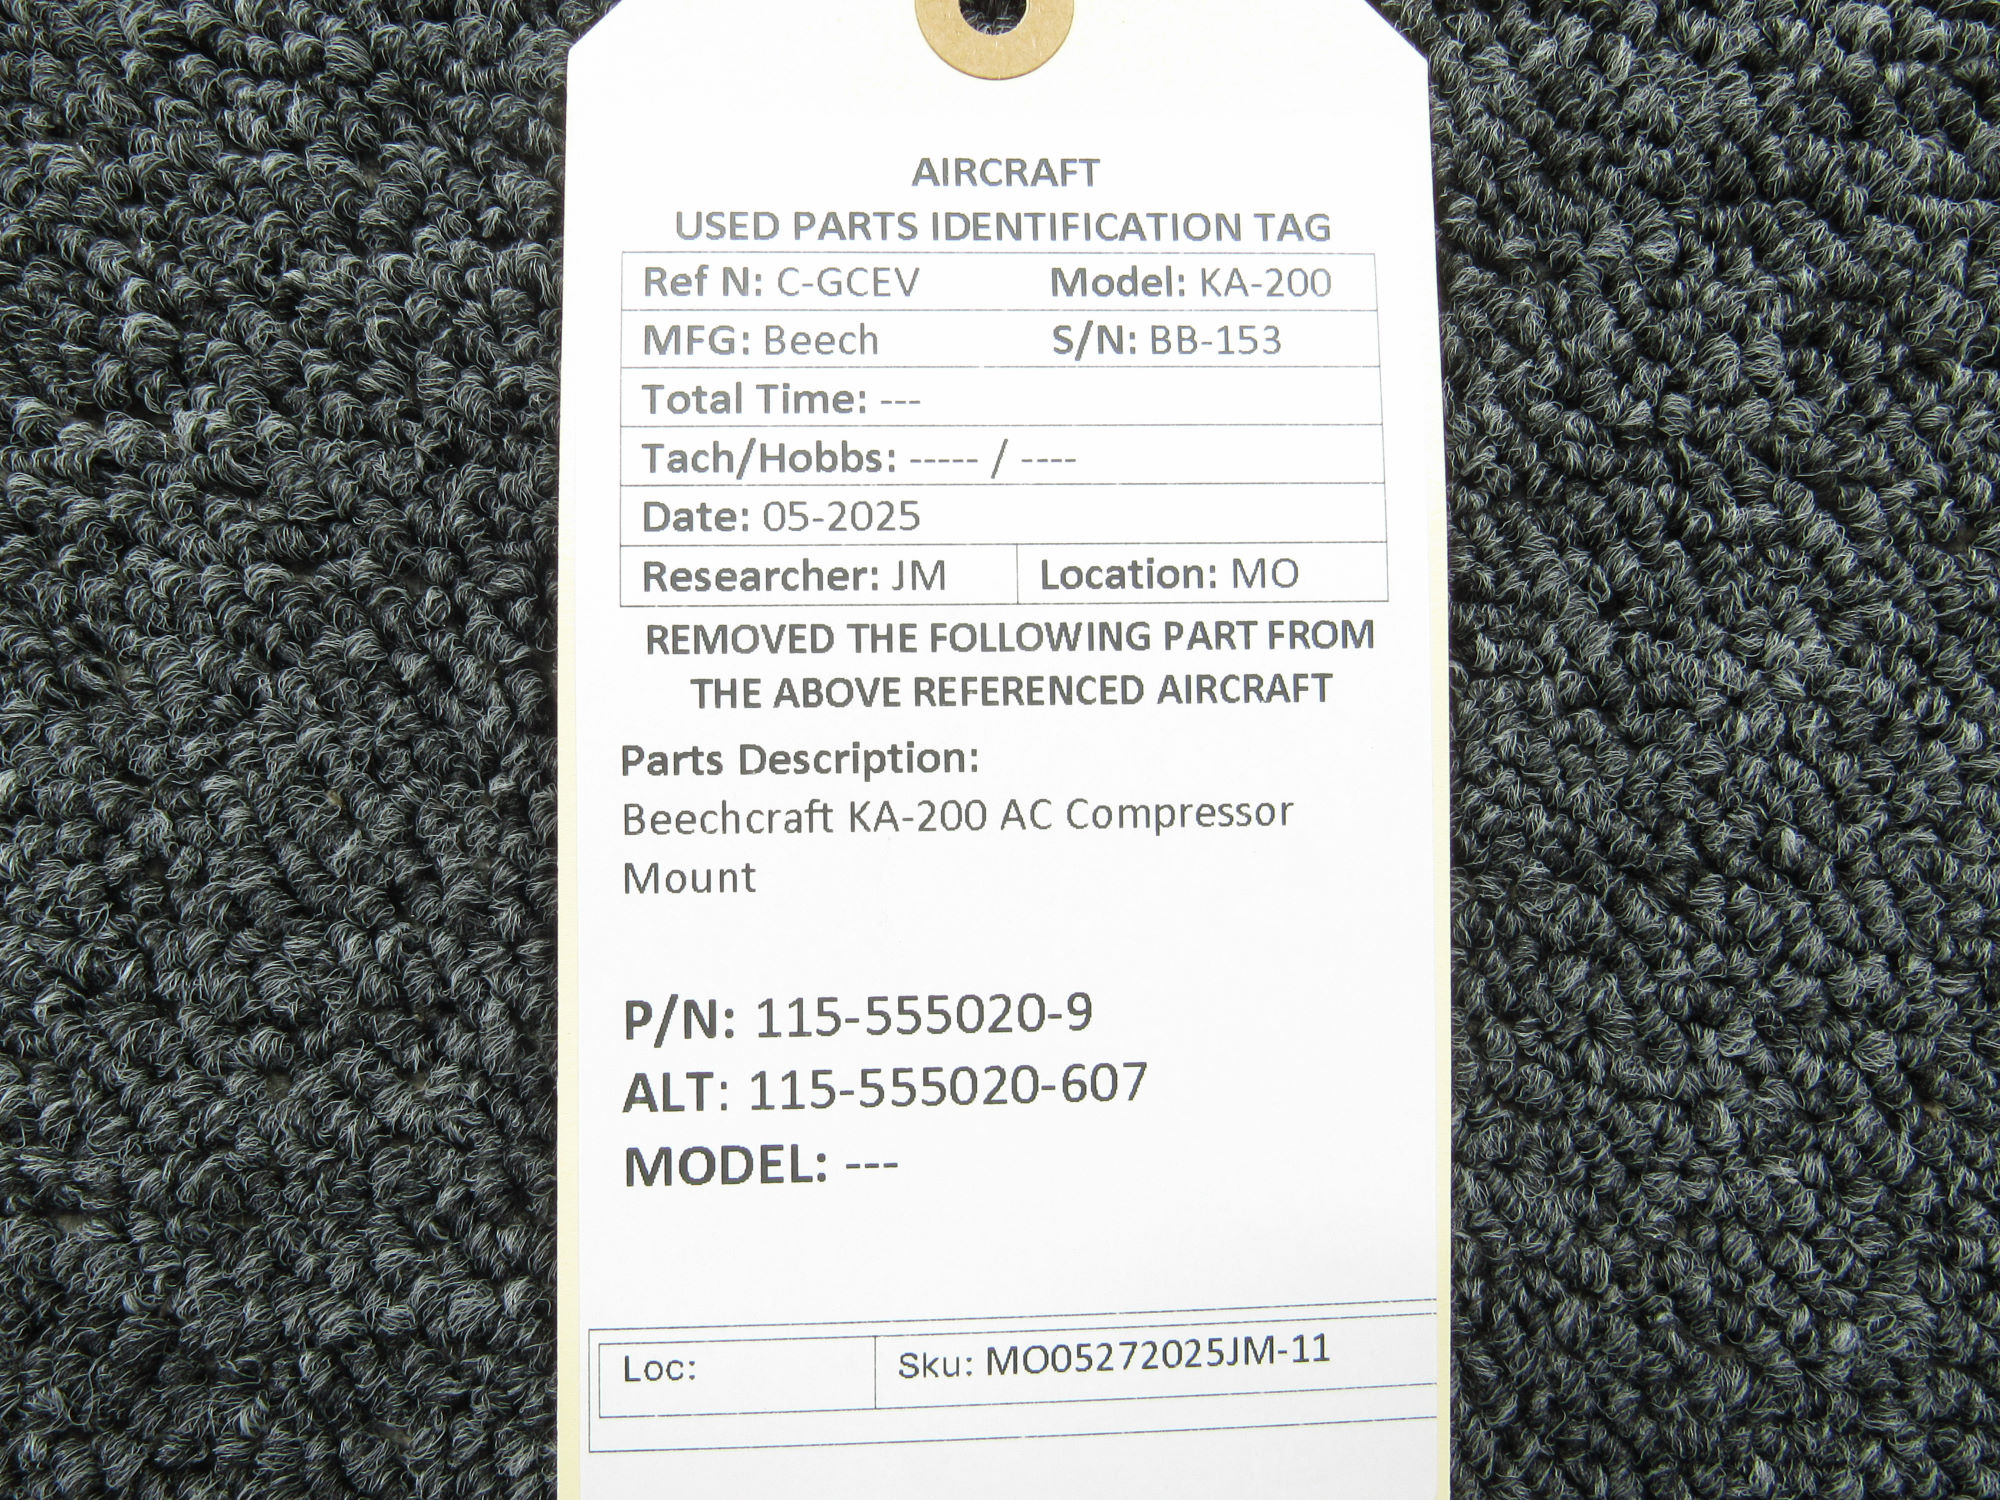 AIRCRAFT
USED PARTS IDENTIFICATION TAG
Ref N: C-GCEV Model: KA-200
MFG: Beech S/N: BB-153
Total Time: ---
Tach/Hobbs: ----- / ----
Date: 05-2025
Researcher: JM Location: MO
REMOVED THE FOLLOWING PART FROM
THE ABOVE REFERENCED AIRCRAFT
Parts Description:
Beechcraft KA-200 AC Compressor
Mount
P/N: 115-555020-9
ALT: 115-555020-607
MODEL: ---
Loc: Sku: MO05272025JM-11